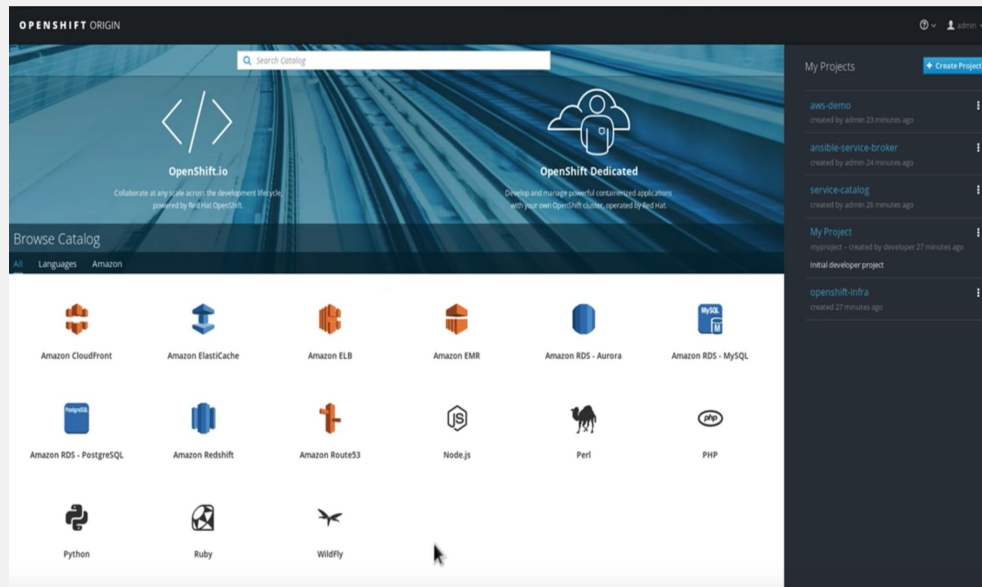 OPENSHIFT ORIGIN
admin
Search Catalog
OpenShift.io
Collaborate at any scale across the development lifecycle,
powered by Red Hat OpenShift.
OpenShift Dedicated
Develop and manage powerful containerized applications
with your own OpenShift cluster, operated by Red Hat.
Browse Catalog
All Languages Amazon
Amazon CloudFront
Amazon ElastiCache
Amazon ELB
Amazon EMR
Amazon RDS - Aurora
MySQL
M
Amazon RDS - MySQL
PostgreSQL
Amazon RDS - PostgreSQL
Amazon Redshift
Amazon Route53
JS
Node.js
Perl
php
PHP
Python
Ruby
WildFly
My Projects
+ Create Project
aws-demo
created by admin 23 minutes ago
ansible-service-broker
created by admin 24 minutes ago
service-catalog
created by admin 26 minutes ago
My Project
myproject – created by developer 27 minutes ago
Initial developer project
openshift-infra
created 27 minutes ago